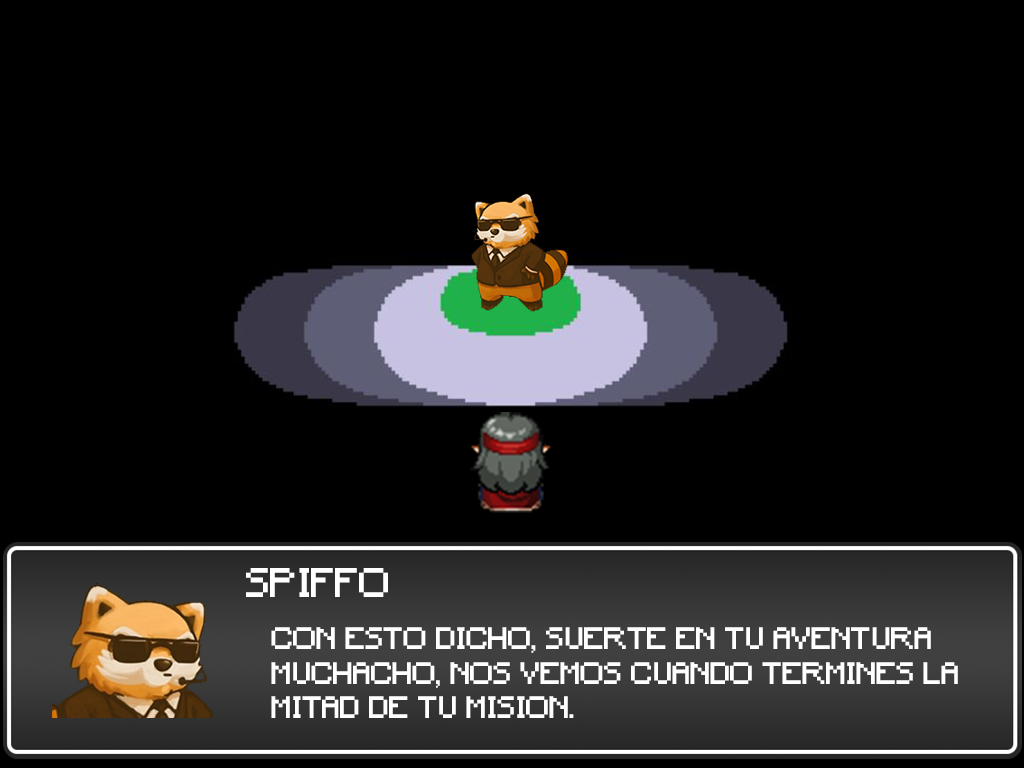 SPIFFO
CON ESTO DICHO, SUERTE EN TU AVENTURA
MUCHACHO, NOS VEMOS CUANDO TERMINES LA
MITAD DE TU MISION.